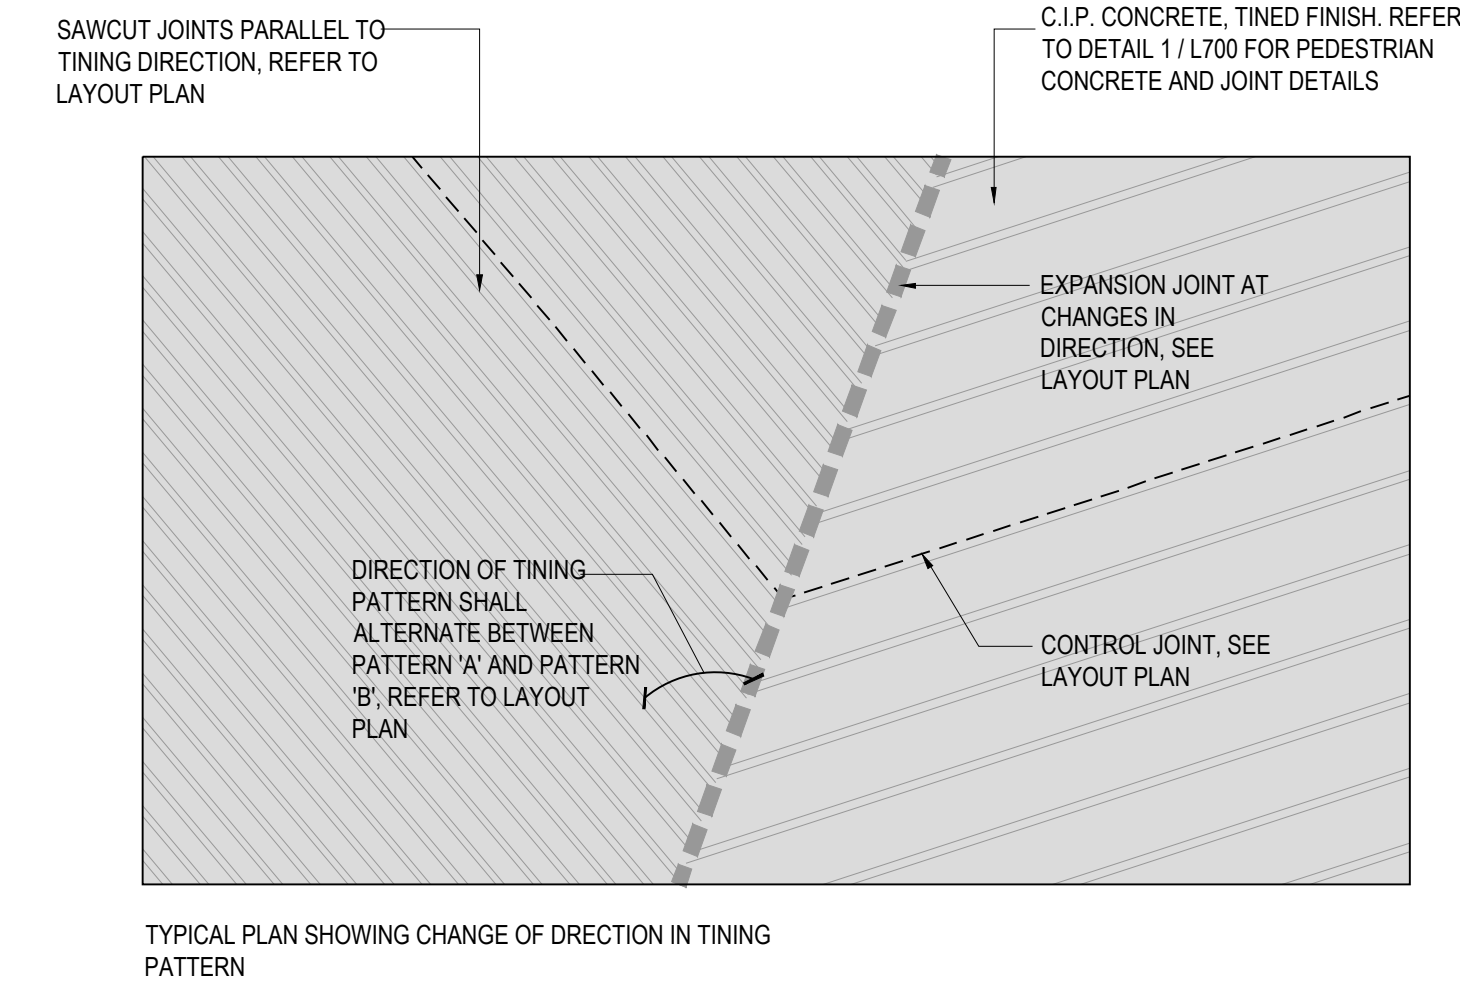 SAWCUT JOINTS PARALLEL TO
TINING DIRECTION, REFER TO
LAYOUT PLAN
C.I.P. CONCRETE, TINED FINISH. REFER
TO DETAIL 1 / L700 FOR PEDESTRIAN
CONCRETE AND JOINT DETAILS
EXPANSION JOINT AT
CHANGES IN
DIRECTION, SEE
LAYOUT PLAN
DIRECTION OF TINING
PATTERN SHALL
ALTERNATE BETWEEN
PATTERN 'A' AND PATTERN
'B', REFER TO LAYOUT
PLAN
CONTROL JOINT, SEE
LAYOUT PLAN
TYPICAL PLAN SHOWING CHANGE OF DRECTION IN TINING
PATTERN